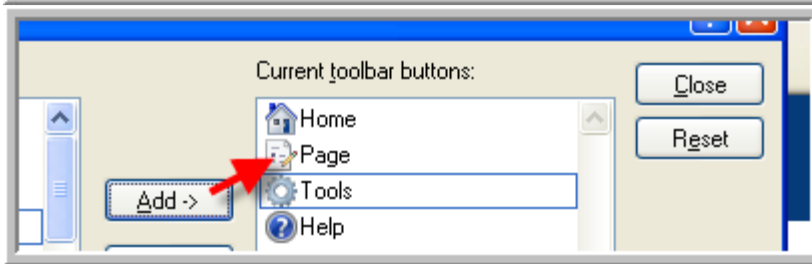 Current toolbar buttons:
Close
Home
Reset
Page
Add ->
Tools
Help